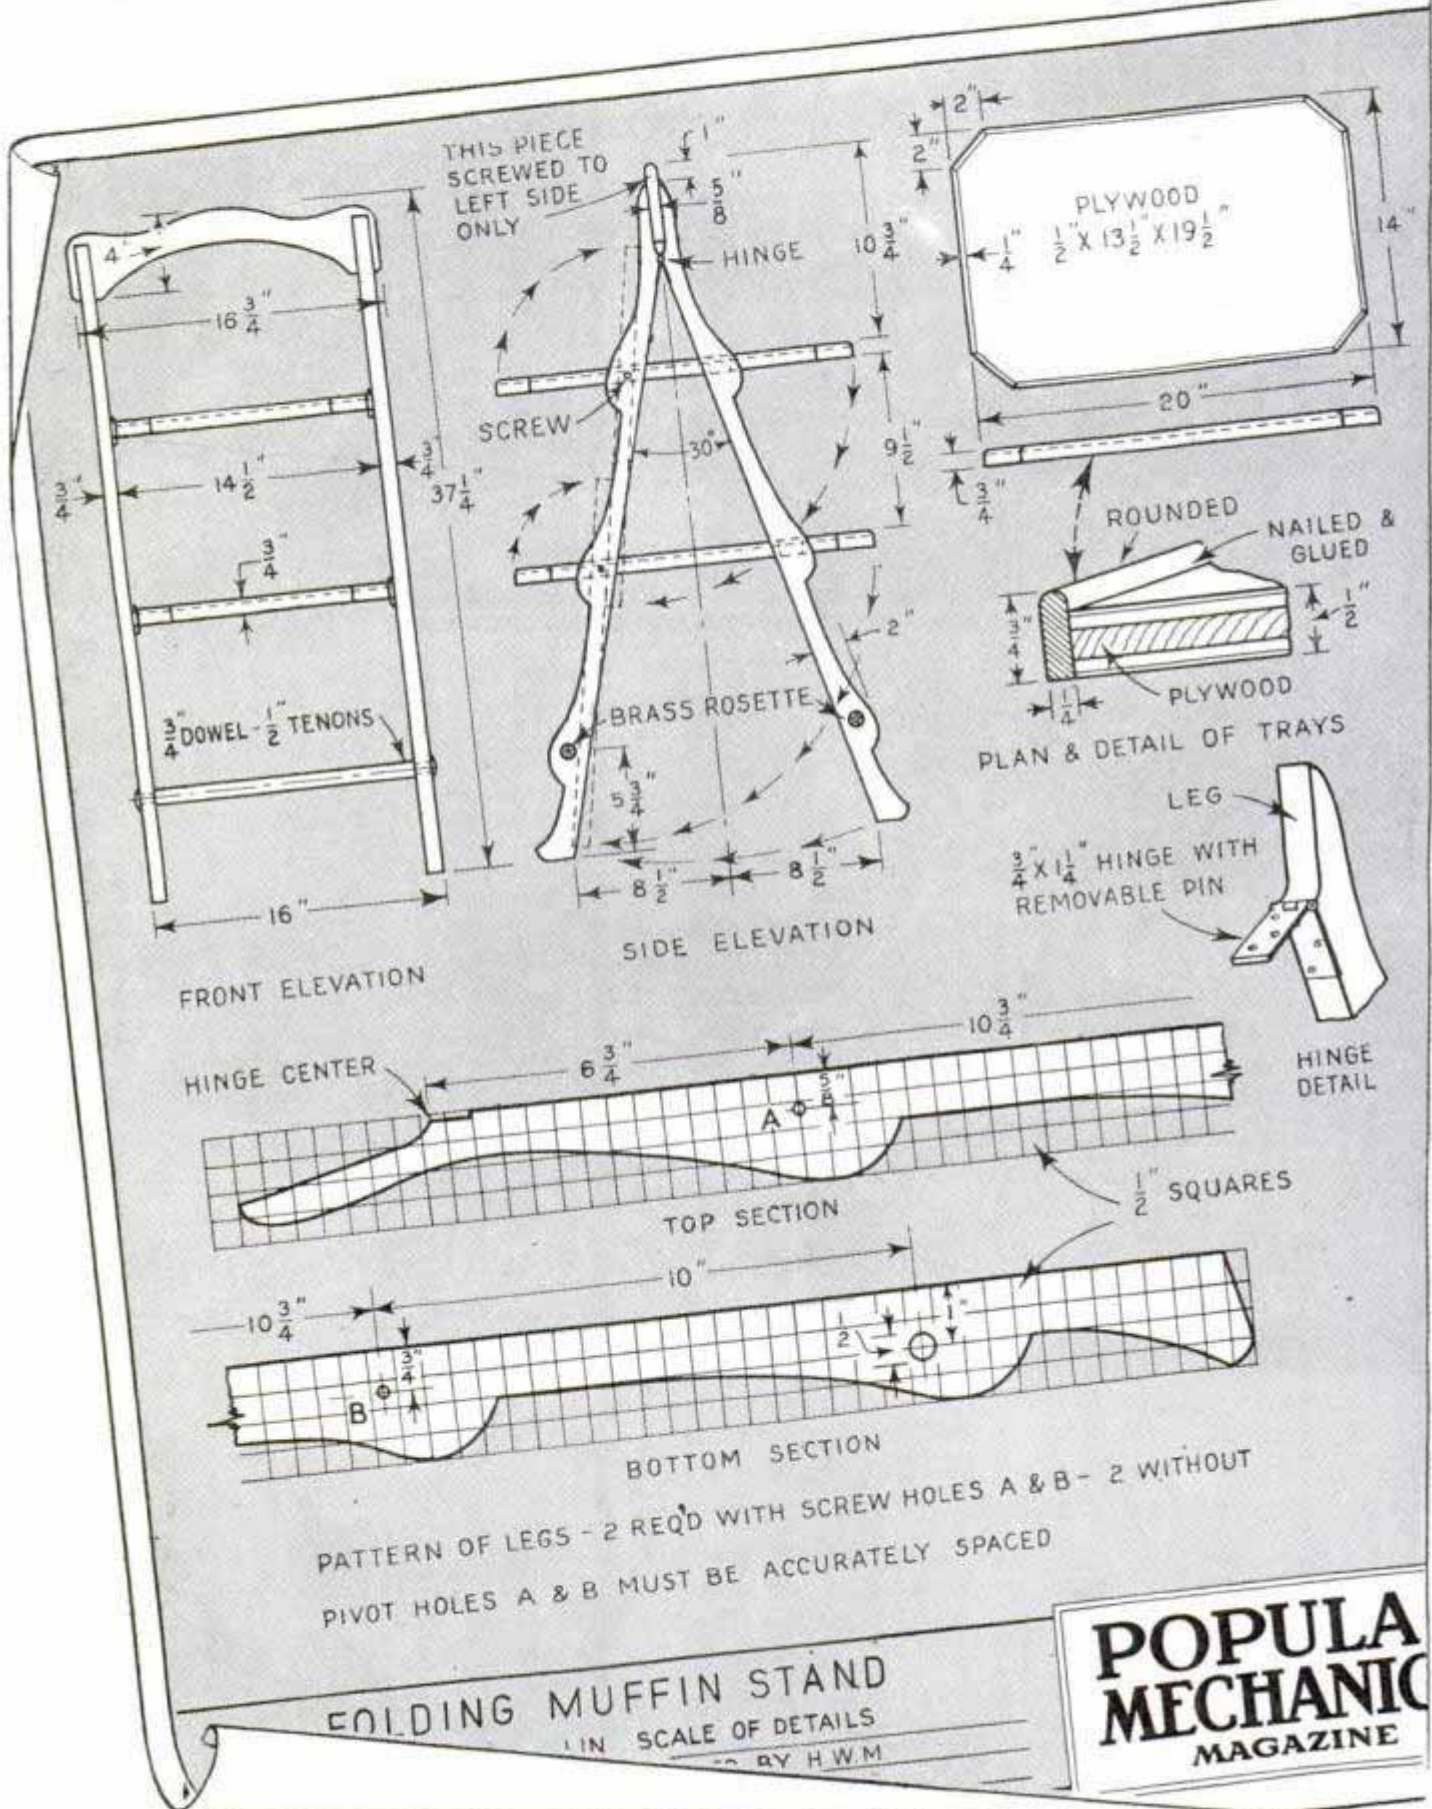 THIS PIECE
SCREWED TO
LEFT SIDE
ONLY
1"
5/8"
HINGE
10 3/4"
SCREW
30°
9 1/2"
2"
BRASS ROSETTE
5 3/4"
8 1/2"
8 1/2"
SIDE ELEVATION
4"
16 3/4"
3/4"
14 1/2"
3/4"
37 1/4"
3/4"
3/4" DOWEL - 1/2" TENONS
16"
FRONT ELEVATION
2"
2"
PLYWOOD
1/2" X 13 1/2" X 19 1/2"
1/4"
14"
20"
3/4"
ROUNDED
NAILED &
GLUED
3/4"
1/2"
1/4"
PLYWOOD
PLAN & DETAIL OF TRAYS
LEG
3/4" X 1 1/4" HINGE WITH
REMOVABLE PIN
HINGE
DETAIL
HINGE CENTER
6 3/4"
10 3/4"
A
5/8"
TOP SECTION
1/2" SQUARES
10 3/4"
10"
3/4"
B
1/2
1"
BOTTOM SECTION
PATTERN OF LEGS - 2 REQ'D WITH SCREW HOLES A & B - 2 WITHOUT
PIVOT HOLES A & B MUST BE ACCURATELY SPACED
FOLDING MUFFIN STAND
IN SCALE OF DETAILS
BY H.W.M
POPULA
MECHANIC
MAGAZINE